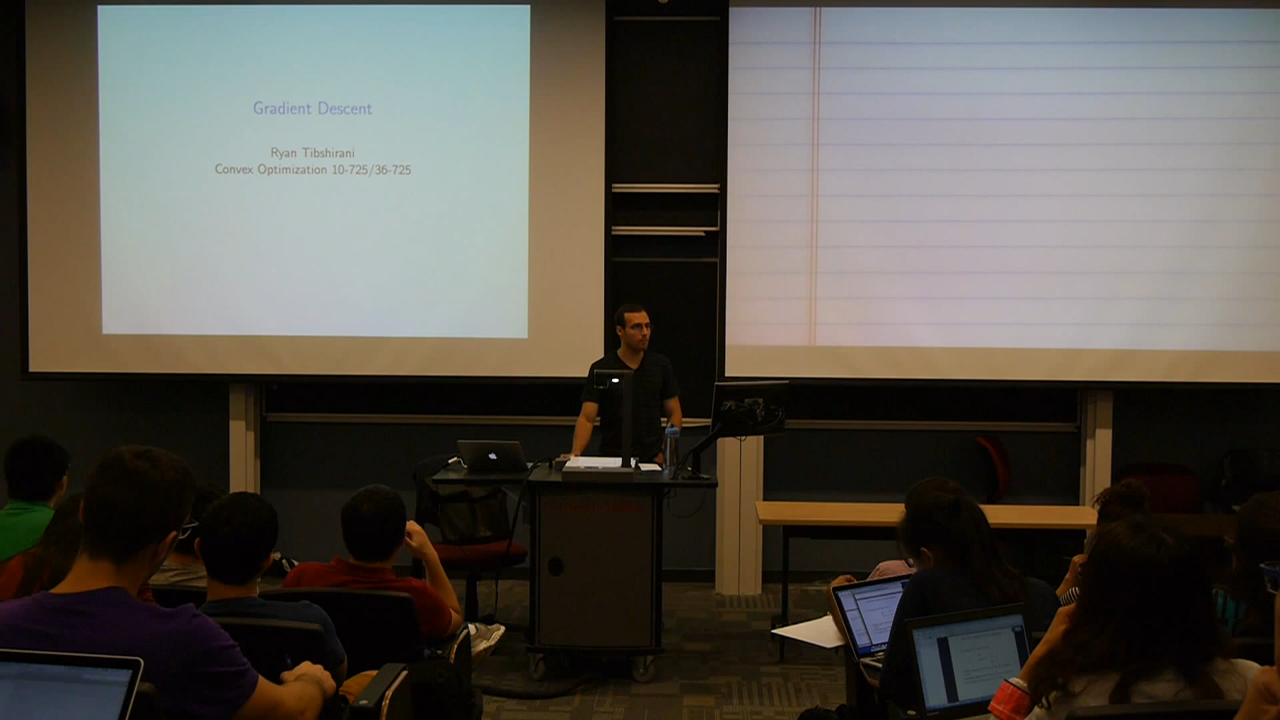 Gradient Descent
Ryan Tibshirani
Convex Optimization 10-725/36-725